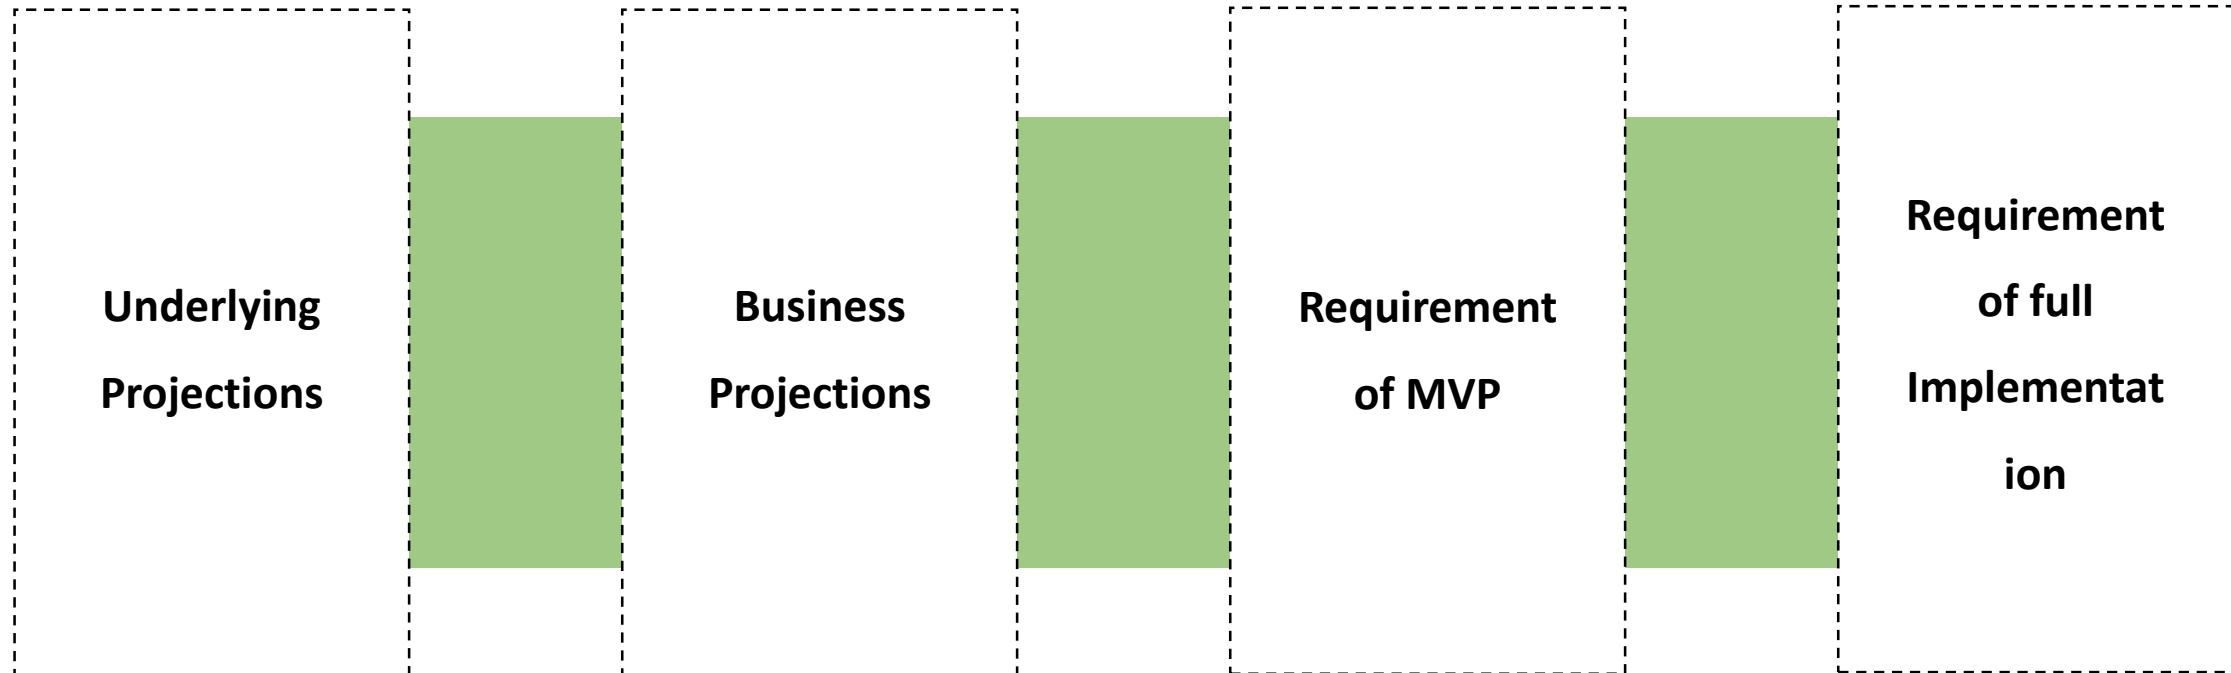 Underlying
Projections
Business
Projections
Requirement
of MVP
Requirement
of full
Implementat
ion